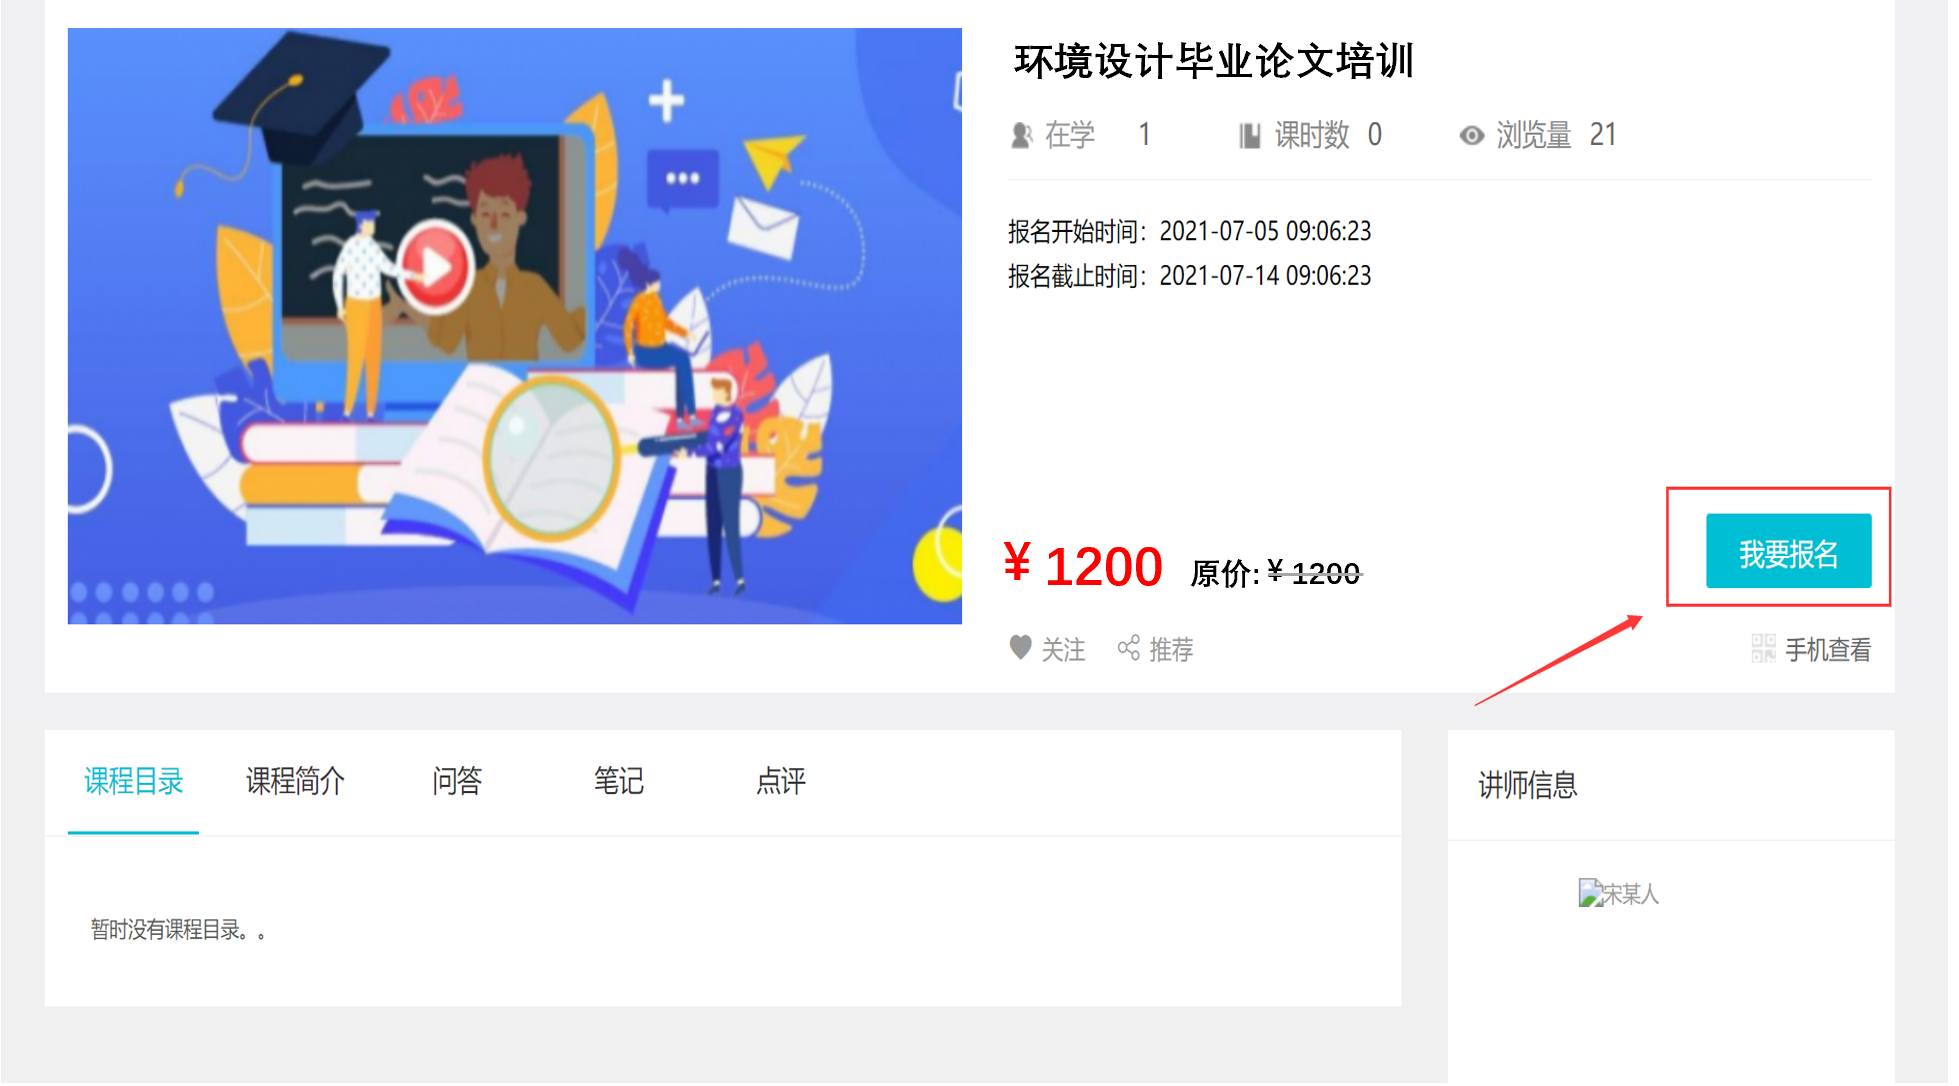 环境设计毕业论文培训
在学 1 课时数 0 浏览量 21
报名开始时间：2021-07-05 09:06:23
报名截止时间：2021-07-14 09:06:23
¥ 1200 原价: ¥ 1200
我要报名
关注 推荐 手机查看
课程目录 课程简介 问答 笔记 点评
暂时没有课程目录。。
讲师信息
宋某人